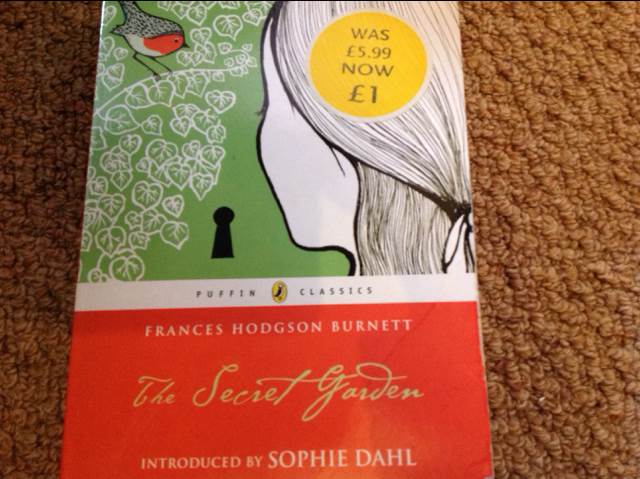 WAS
£5.99
NOW
£1
PUFFIN CLASSICS
FRANCES HODGSON BURNETT
The Secret Garden
INTRODUCED BY SOPHIE DAHL